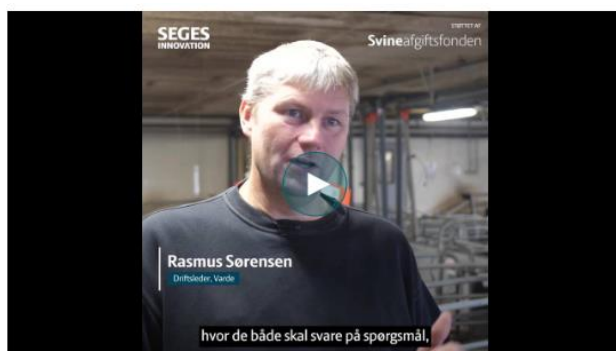 SEGES
INNOVATION
STØTTET AF
Svineafgiftsfonden
Rasmus Sørensen
Driftsleder, Varde
hvor de både skal svare på spørgsmål,